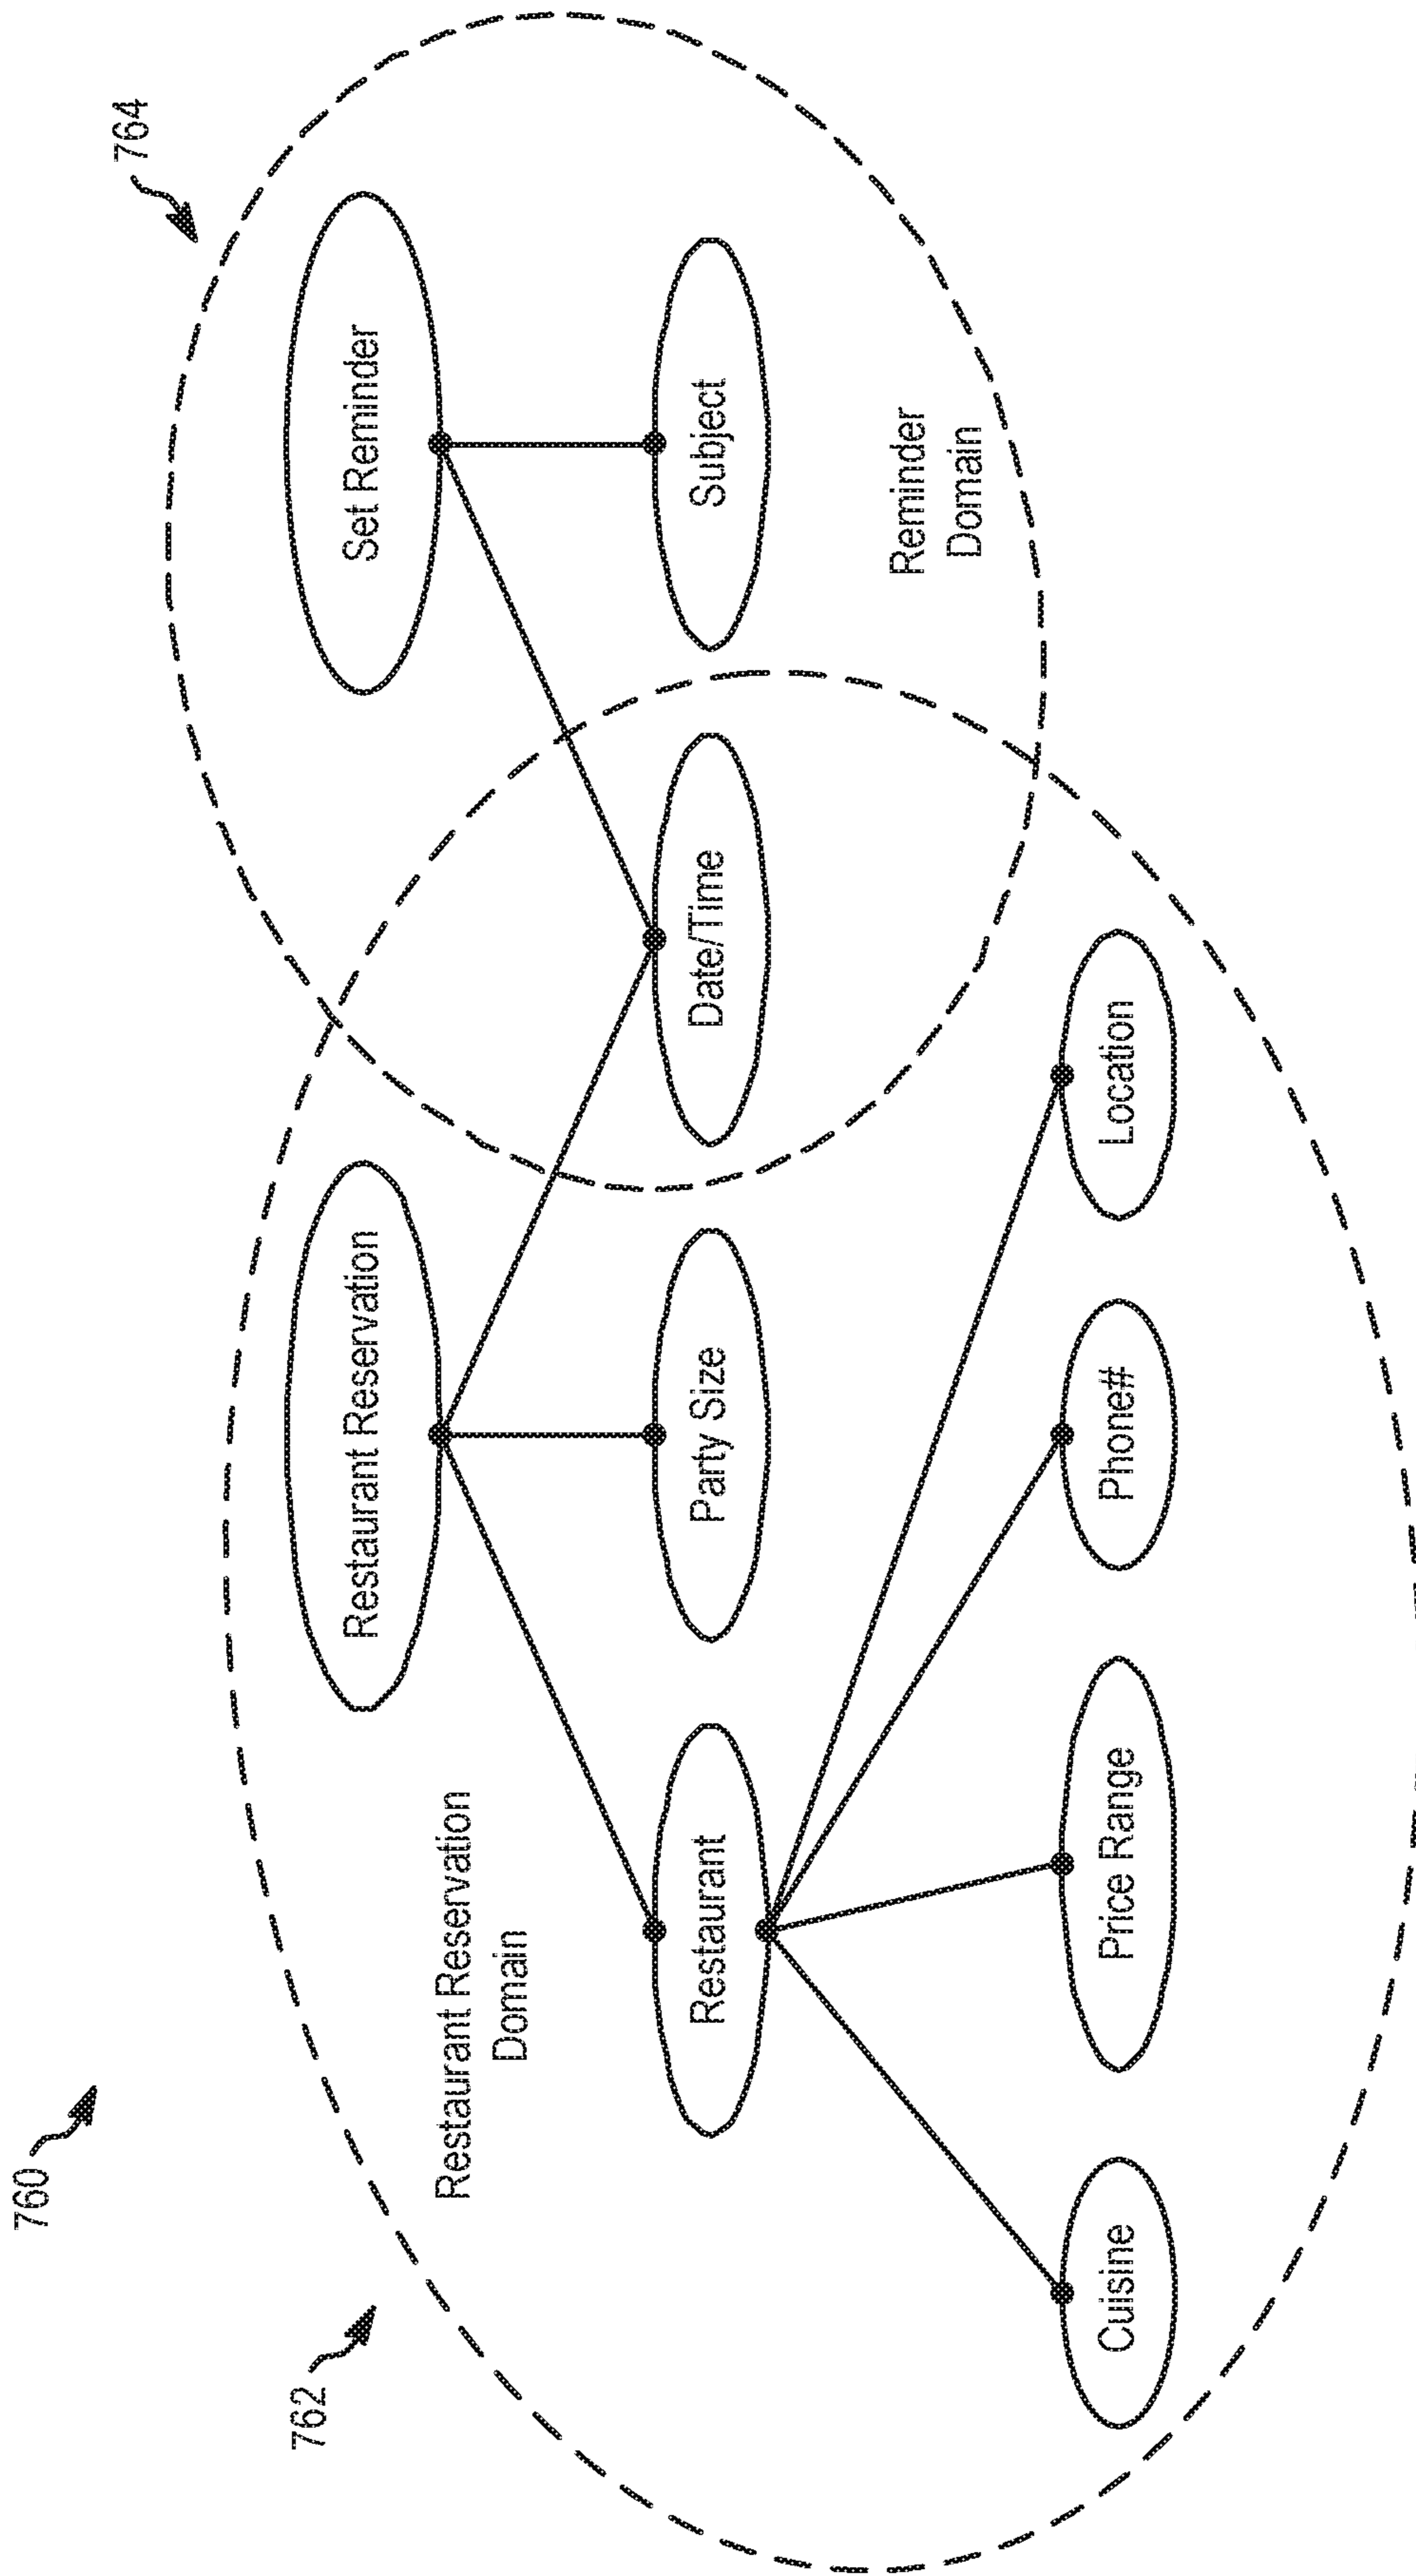 760
762
764
Restaurant Reservation
Set Reminder
Restaurant Reservation
Domain
Restaurant
Party Size
Date/Time
Subject
Reminder
Domain
Cuisine
Price Range
Phone#
Location